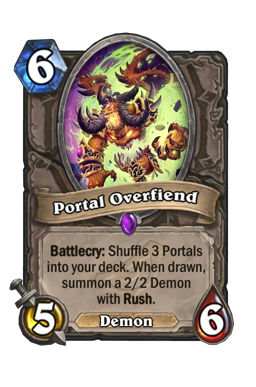 6
Portal Overfiend
Battlecry: Shuffle 3 Portals
into your deck. When drawn,
summon a 2/2 Demon
with Rush.
5
Demon
6